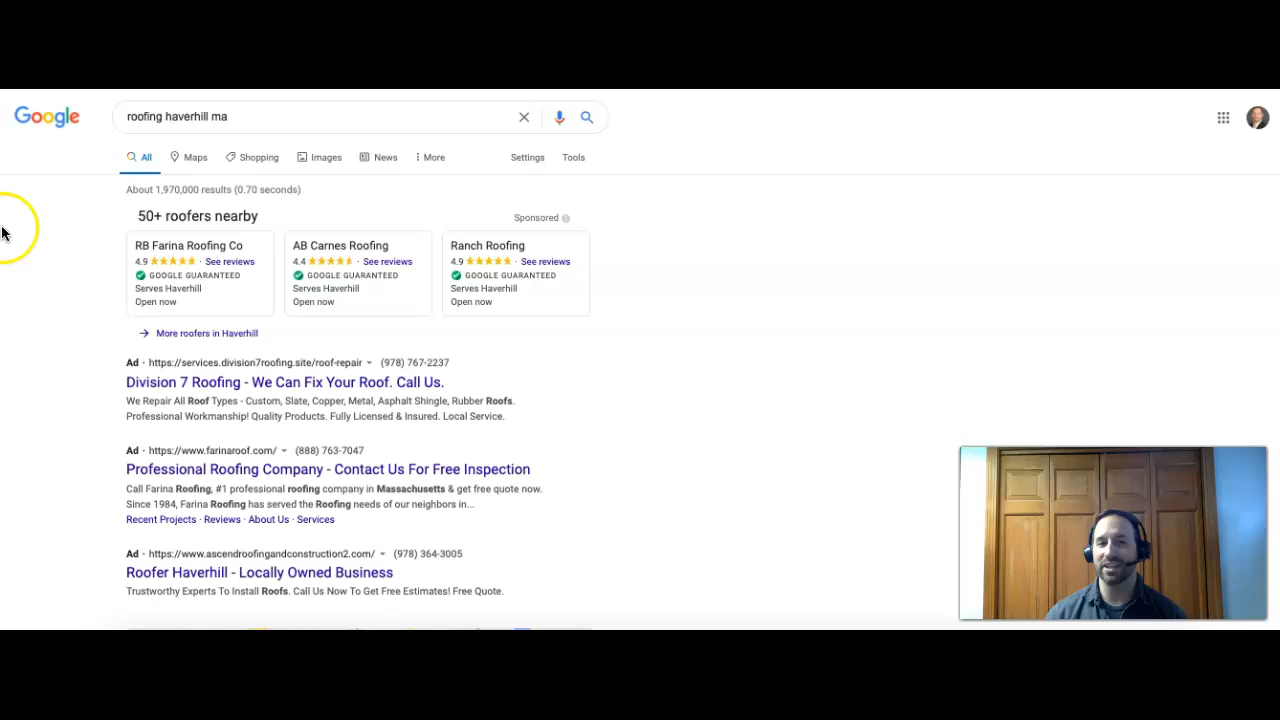 Google
roofing haverhill ma
All Maps Shopping Images News More Settings Tools
About 1,970,000 results (0.70 seconds)
50+ roofers nearby Sponsored
RB Farina Roofing Co AB Carnes Roofing Ranch Roofing
4.9 · See reviews 4.4 · See reviews 4.9 · See reviews
GOOGLE GUARANTEED GOOGLE GUARANTEED GOOGLE GUARANTEED
Serves Haverhill Serves Haverhill Serves Haverhill
Open now Open now Open now
More roofers in Haverhill
Ad · https://services.division7roofing.site/roof-repair (978) 767-2237
Division 7 Roofing - We Can Fix Your Roof. Call Us.
We Repair All Roof Types - Custom, Slate, Copper, Metal, Asphalt Shingle, Rubber Roofs.
Professional Workmanship! Quality Products. Fully Licensed & Insured. Local Service.
Ad · https://www.farinaroof.com/ (888) 763-7047
Professional Roofing Company - Contact Us For Free Inspection
Call Farina Roofing, #1 professional roofing company in Massachusetts & get free quote now.
Since 1984, Farina Roofing has served the Roofing needs of our neighbors in...
Recent Projects · Reviews · About Us · Services
Ad · https://www.ascendroofingandconstruction2.com/ (978) 364-3005
Roofer Haverhill - Locally Owned Business
Trustworthy Experts To Install Roofs. Call Us Now To Get Free Estimates! Free Quote.